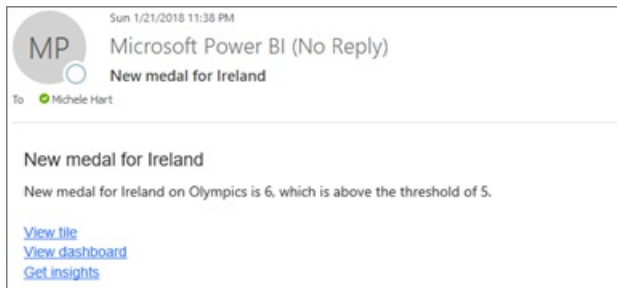 Sun 1/21/2018 11:38 PM
MP
Microsoft Power BI (No Reply)
New medal for Ireland
To Michele Hart
New medal for Ireland
New medal for Ireland on Olympics is 6, which is above the threshold of 5.
View tile
View dashboard
Get insights